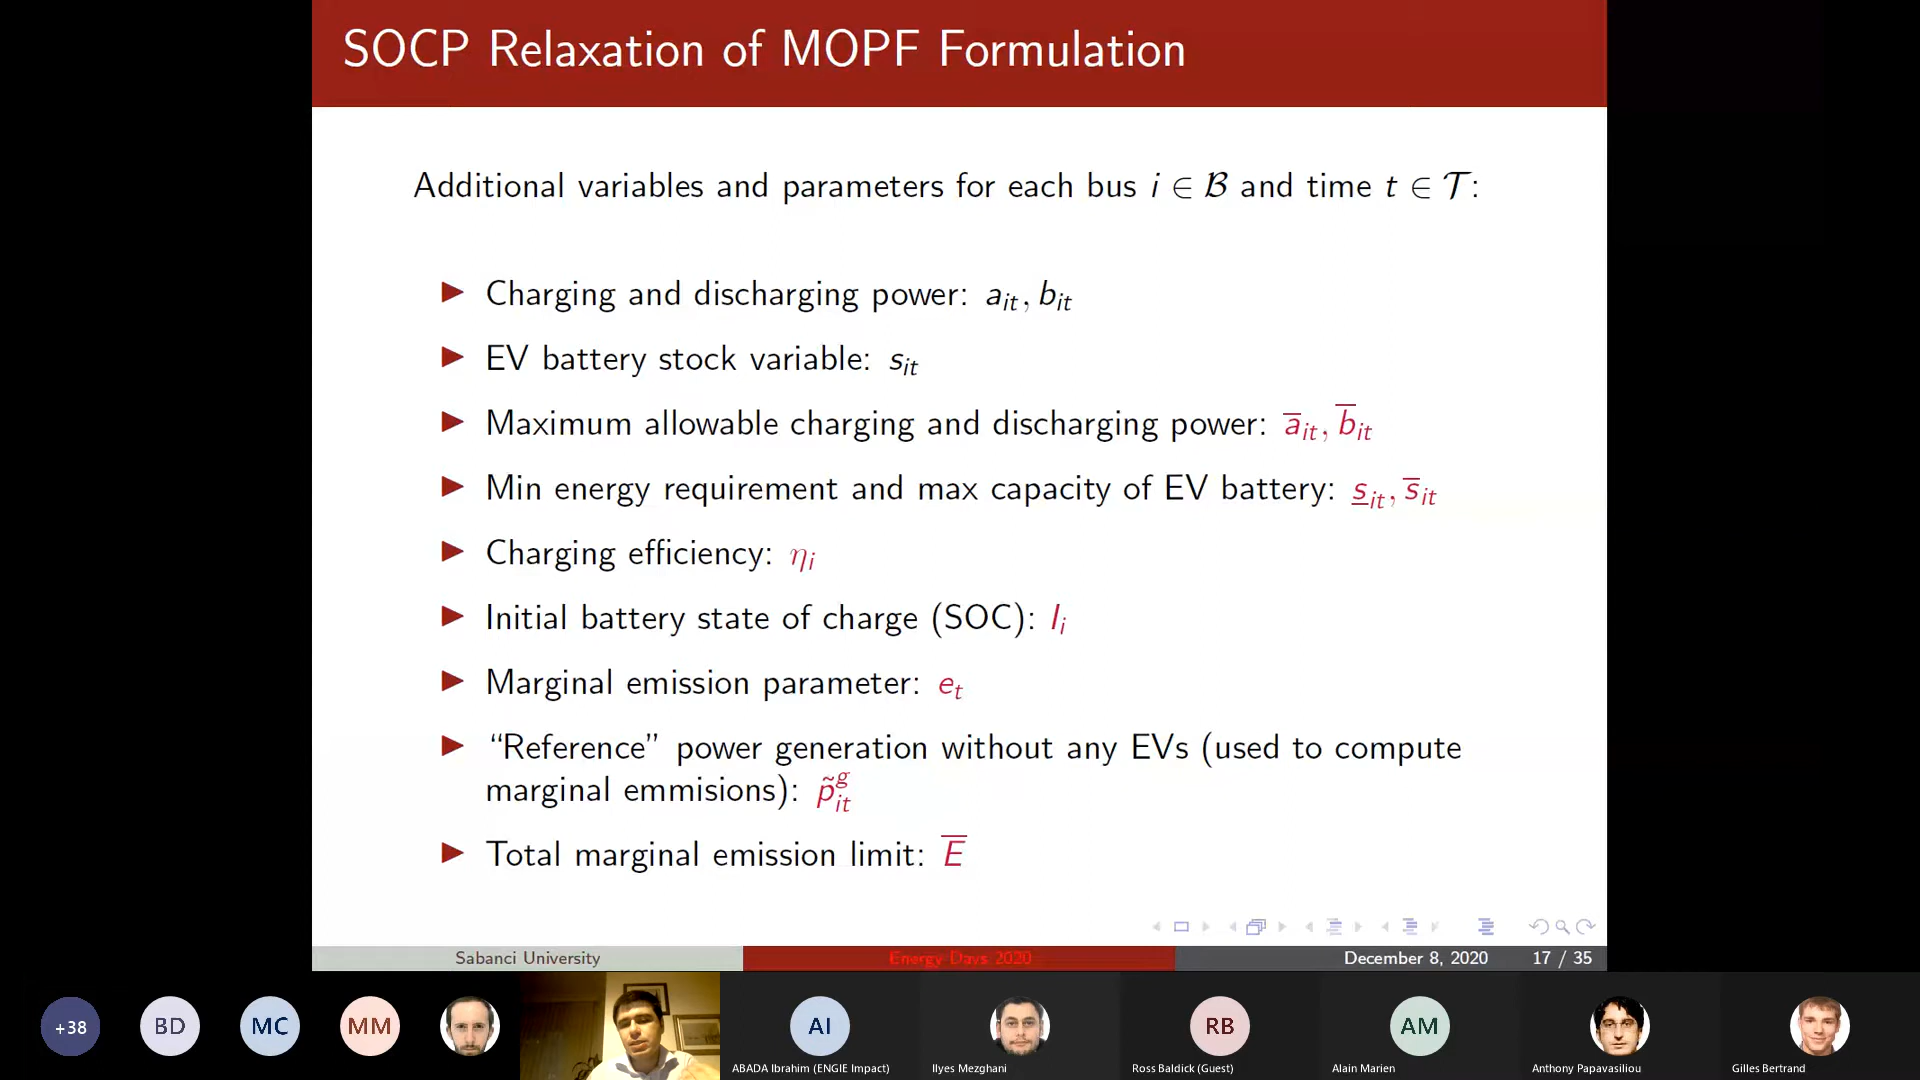 SOCP Relaxation of MOPF Formulation
Additional variables and parameters for each bus i ∈ ℬ and time t ∈ 𝒯:
▶ Charging and discharging power: a_it, b_it
▶ EV battery stock variable: s_it
▶ Maximum allowable charging and discharging power: a̅_it, b̅_it
▶ Min energy requirement and max capacity of EV battery: s̲_it, s̅_it
▶ Charging efficiency: η_i
▶ Initial battery state of charge (SOC): I_i
▶ Marginal emission parameter: e_t
▶ “Reference” power generation without any EVs (used to compute
marginal emmisions): p̃^g_it
▶ Total marginal emission limit: E̅
Sabanci University Energy Days 2020 December 8, 2020 17 / 35
+38 BD MC MM AI RB AM
ABADA Ibrahim (ENGIE Impact) Ilyes Mezghani Ross Baldick (Guest) Alain Marien Anthony Papavasiliou Gilles Bertrand